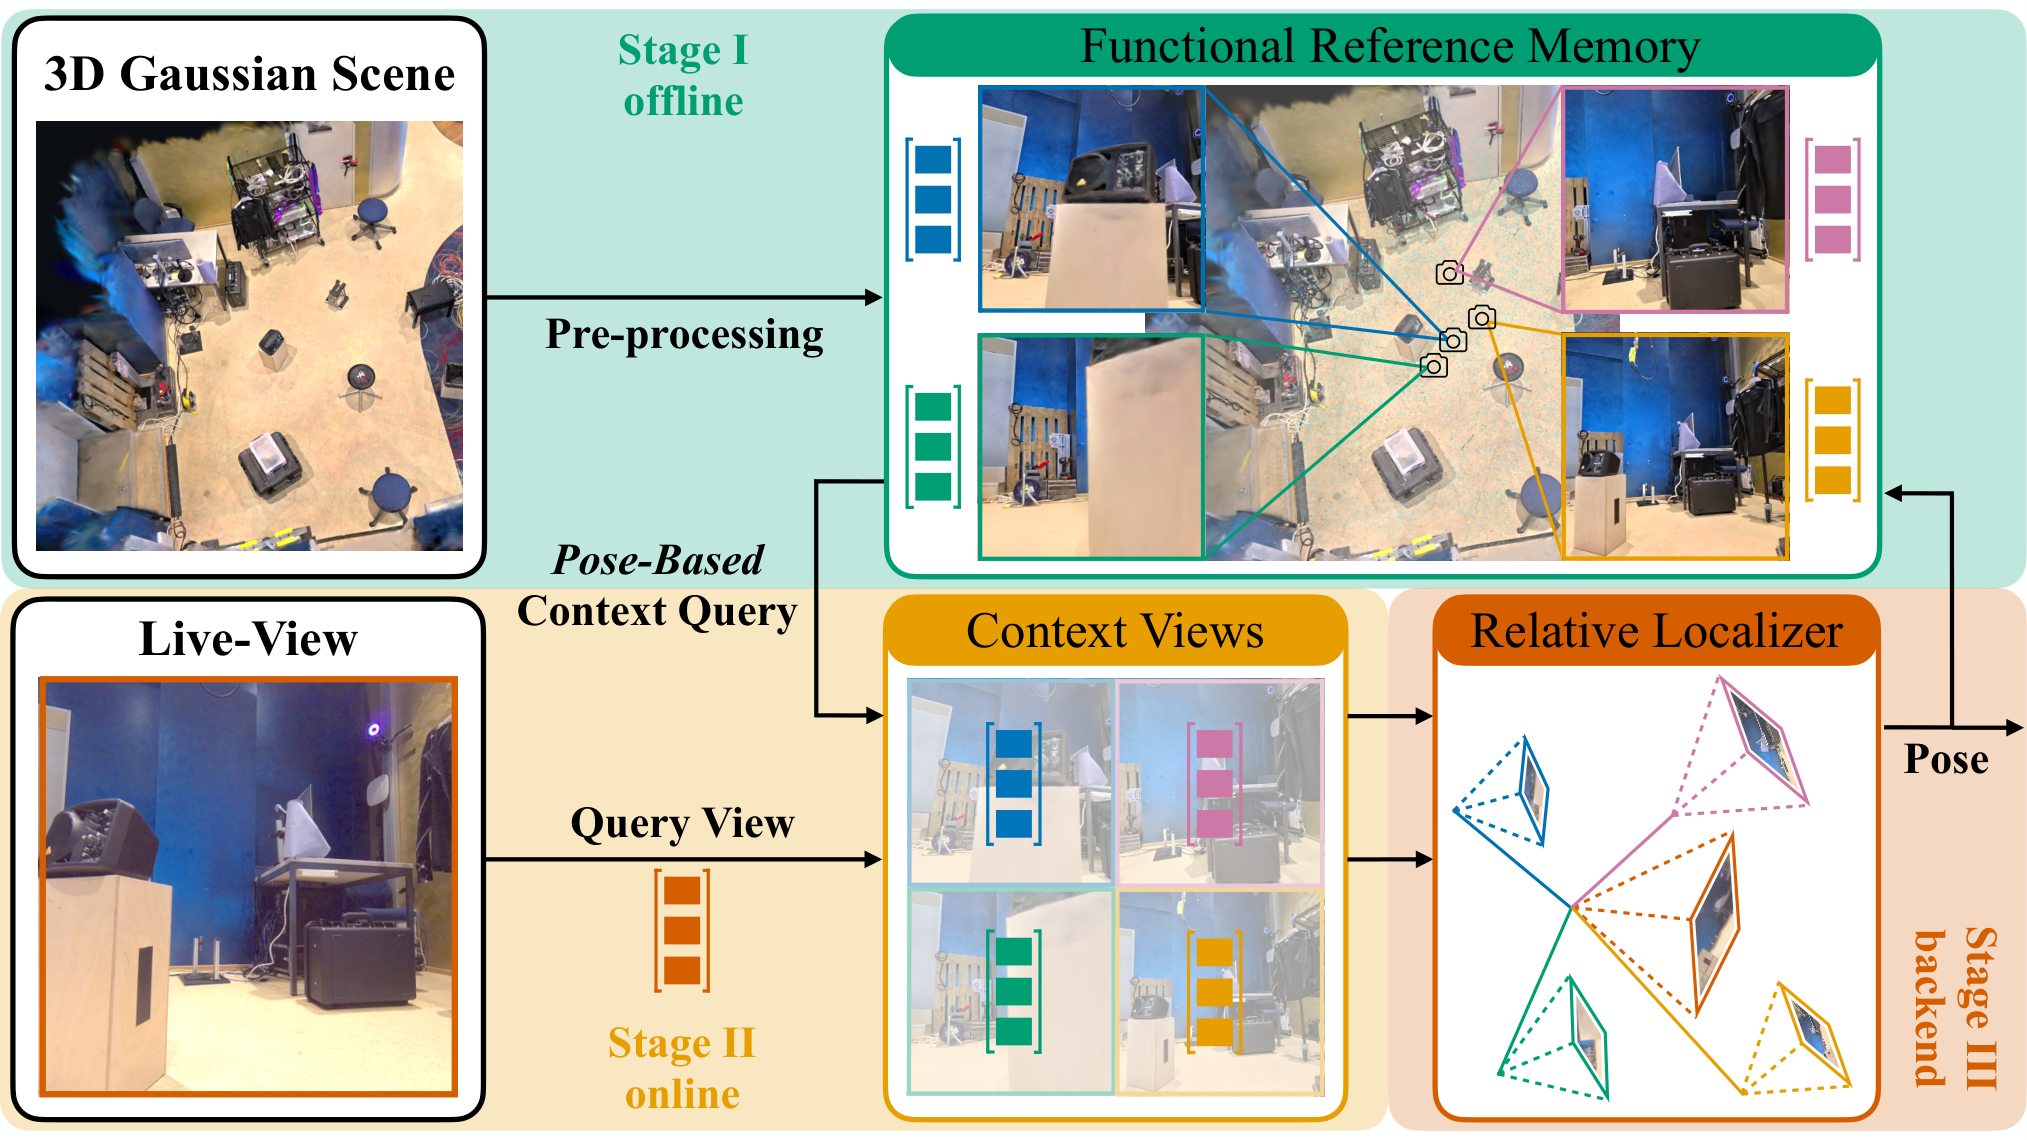 3D Gaussian Scene
Stage I
offline
Functional Reference Memory
Pre-processing
Pose-Based
Context Query
Live-View
Query View
Stage II
online
Context Views
Relative Localizer
Pose
Stage III
backend